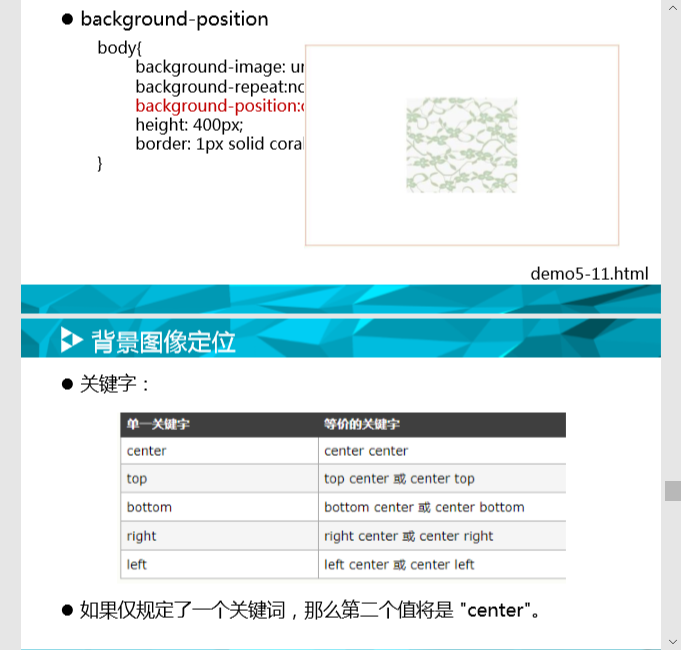 ● background-position
body{
background-image: ur
background-repeat:no
background-position:c
height: 400px;
border: 1px solid coral
}
demo5-11.html
背景图像定位
● 关键字：
单一关键字 等价的关键字
center center center
top top center 或 center top
bottom bottom center 或 center bottom
right right center 或 center right
left left center 或 center left
● 如果仅规定了一个关键词，那么第二个值将是 "center"。